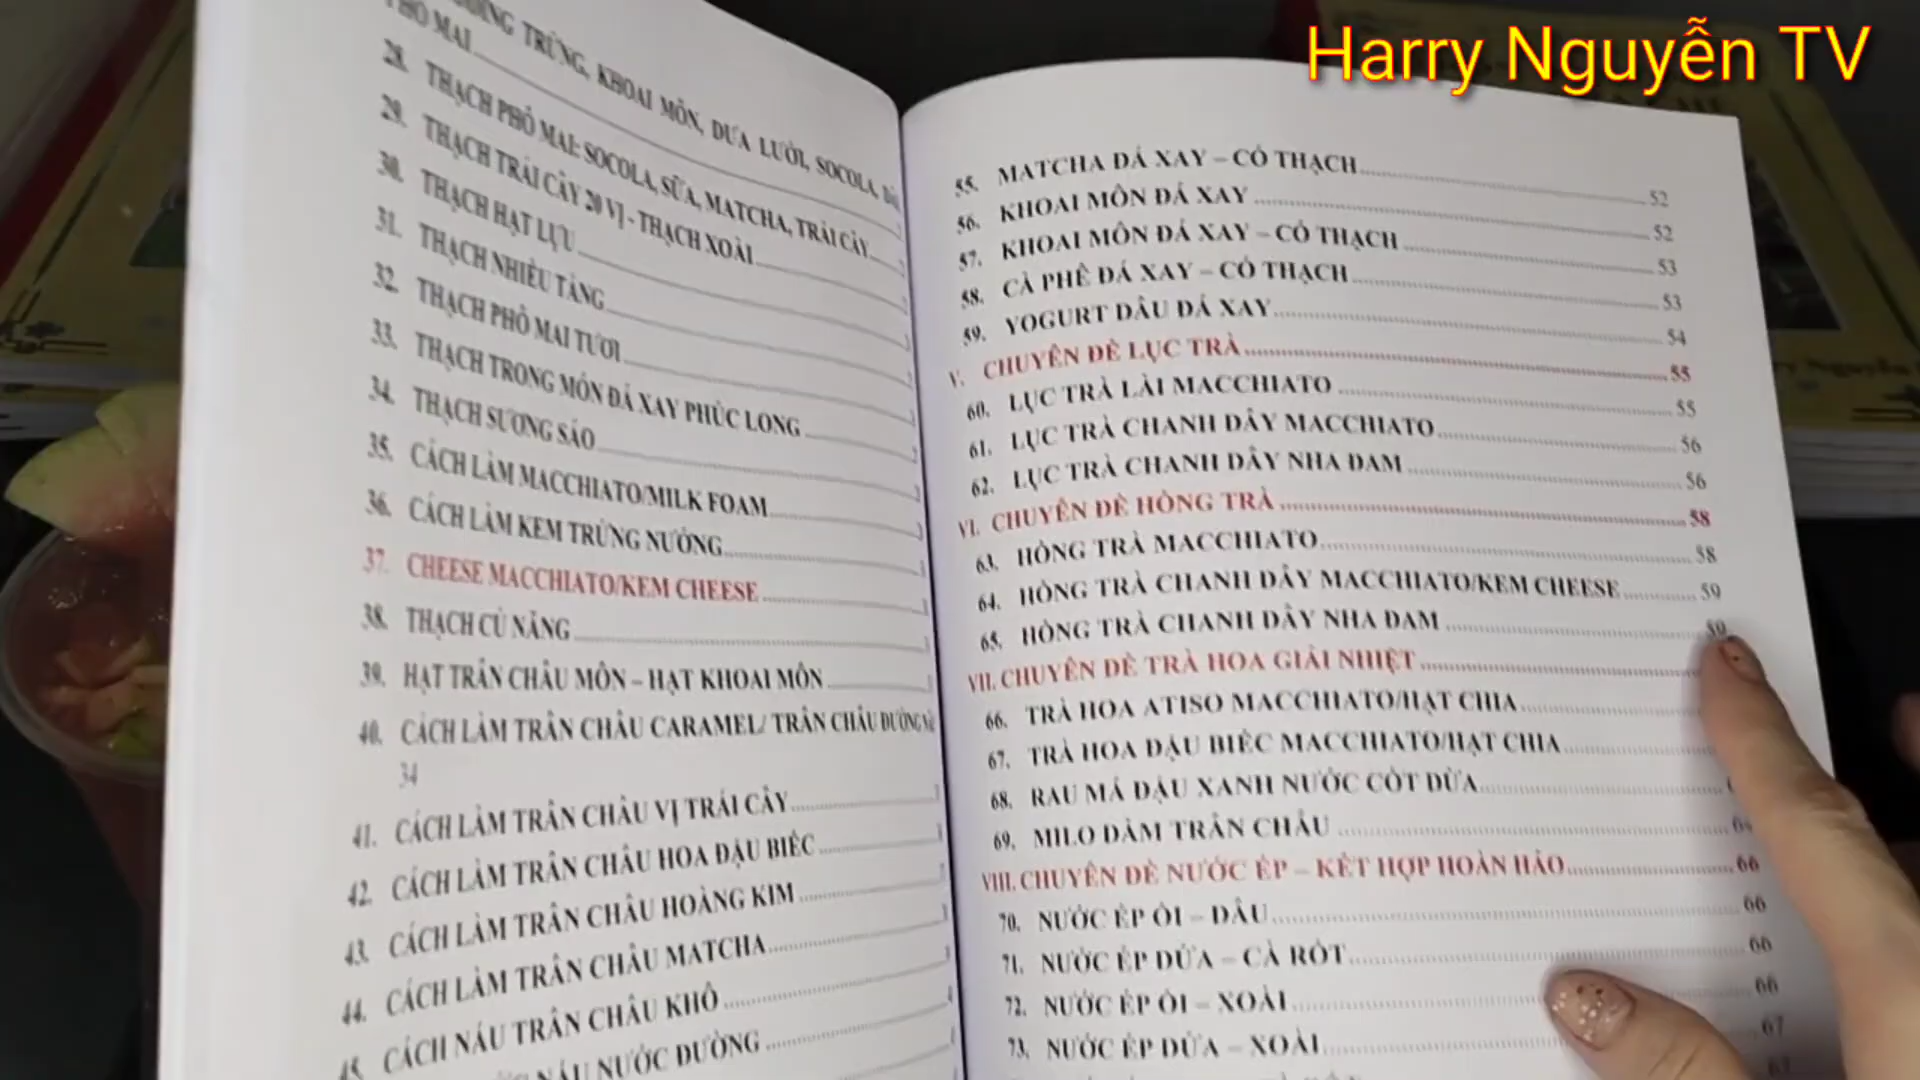 Harry Nguyễn TV
TRỨNG, KHOAI MÔN, DƯA LƯỚI, SOCOLA,
PHÔ MAI
28. THẠCH PHÔ MAI: SOCOLA, SỮA, MATCHA, TRÁI CÂY
29. THẠCH TRÁI CÂY 20 VỊ - THẠCH XOÀI
30. THẠCH HẠT LỰU
31. THẠCH NHIỀU TẦNG
32. THẠCH PHÔ MAI TƯƠI
33. THẠCH TRONG MÓN ĐÁ XAY PHÚC LONG
34. THẠCH SƯƠNG SÁO
35. CÁCH LÀM MACCHIATO/MILK FOAM
36. CÁCH LÀM KEM TRỨNG NƯỚNG
37. CHEESE MACCHIATO/KEM CHEESE
38. THẠCH CỦ NĂNG
39. HẠT TRÂN CHÂU MÔN – HẠT KHOAI MÔN
40. CÁCH LÀM TRÂN CHÂU CARAMEL/ TRÂN CHÂU ĐƯỜNG
34
41. CÁCH LÀM TRÂN CHÂU VỊ TRÁI CÂY
42. CÁCH LÀM TRÂN CHÂU HOA ĐẬU BIẾC
43. CÁCH LÀM TRÂN CHÂU HOÀNG KIM
44. CÁCH LÀM TRÂN CHÂU MATCHA
45. CÁCH NẤU TRÂN CHÂU KHÔ
NẤU NƯỚC ĐƯỜNG
55. MATCHA ĐÁ XAY – CÓ THẠCH 52
56. KHOAI MÔN ĐÁ XAY 52
57. KHOAI MÔN ĐÁ XAY – CÓ THẠCH 53
58. CÀ PHÊ ĐÁ XAY – CÓ THẠCH 53
59. YOGURT DÂU ĐÁ XAY 54
V. CHUYÊN ĐỀ LỤC TRÀ 55
60. LỤC TRÀ LÀI MACCHIATO 55
61. LỤC TRÀ CHANH DÂY MACCHIATO 56
62. LỤC TRÀ CHANH DÂY NHA ĐAM 56
VI. CHUYÊN ĐỀ HỒNG TRÀ 58
63. HỒNG TRÀ MACCHIATO 58
64. HỒNG TRÀ CHANH DÂY MACCHIATO/KEM CHEESE 59
65. HỒNG TRÀ CHANH DÂY NHA ĐAM 59
VII. CHUYÊN ĐỀ TRÀ HOA GIẢI NHIỆT
66. TRÀ HOA ATISO MACCHIATO/HẠT CHIA
67. TRÀ HOA ĐẬU BIẾC MACCHIATO/HẠT CHIA
68. RAU MÁ ĐẬU XANH NƯỚC CỐT DỪA
69. MILO DẦM TRÂN CHÂU 64
VIII. CHUYÊN ĐỀ NƯỚC ÉP – KẾT HỢP HOÀN HẢO 66
70. NƯỚC ÉP ỔI – DÂU 66
71. NƯỚC ÉP DỨA – CÀ RỐT 66
72. NƯỚC ÉP ỔI – XOÀI 66
73. NƯỚC ÉP DỨA – XOÀI 67